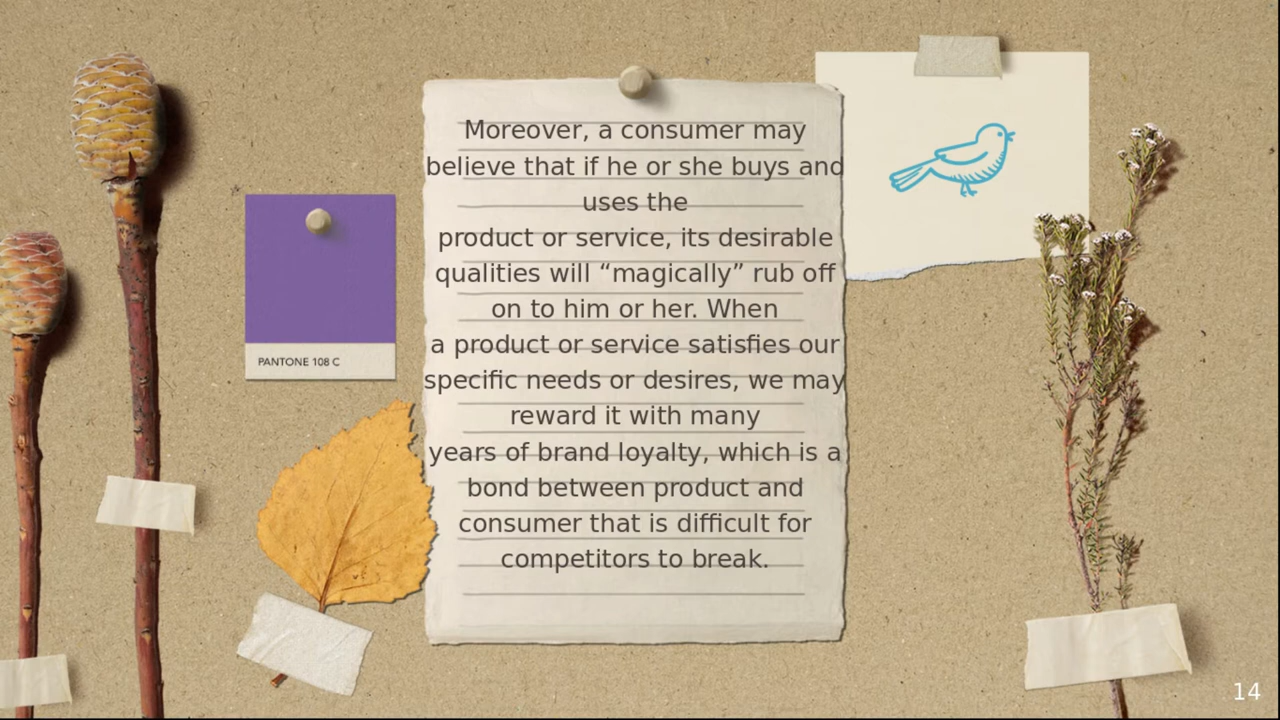 Moreover, a consumer may
believe that if he or she buys and
uses the
product or service, its desirable
qualities will “magically” rub off
on to him or her. When
a product or service satisfies our
specific needs or desires, we may
reward it with many
years of brand loyalty, which is a
bond between product and
consumer that is difficult for
competitors to break.
PANTONE 108 C
14